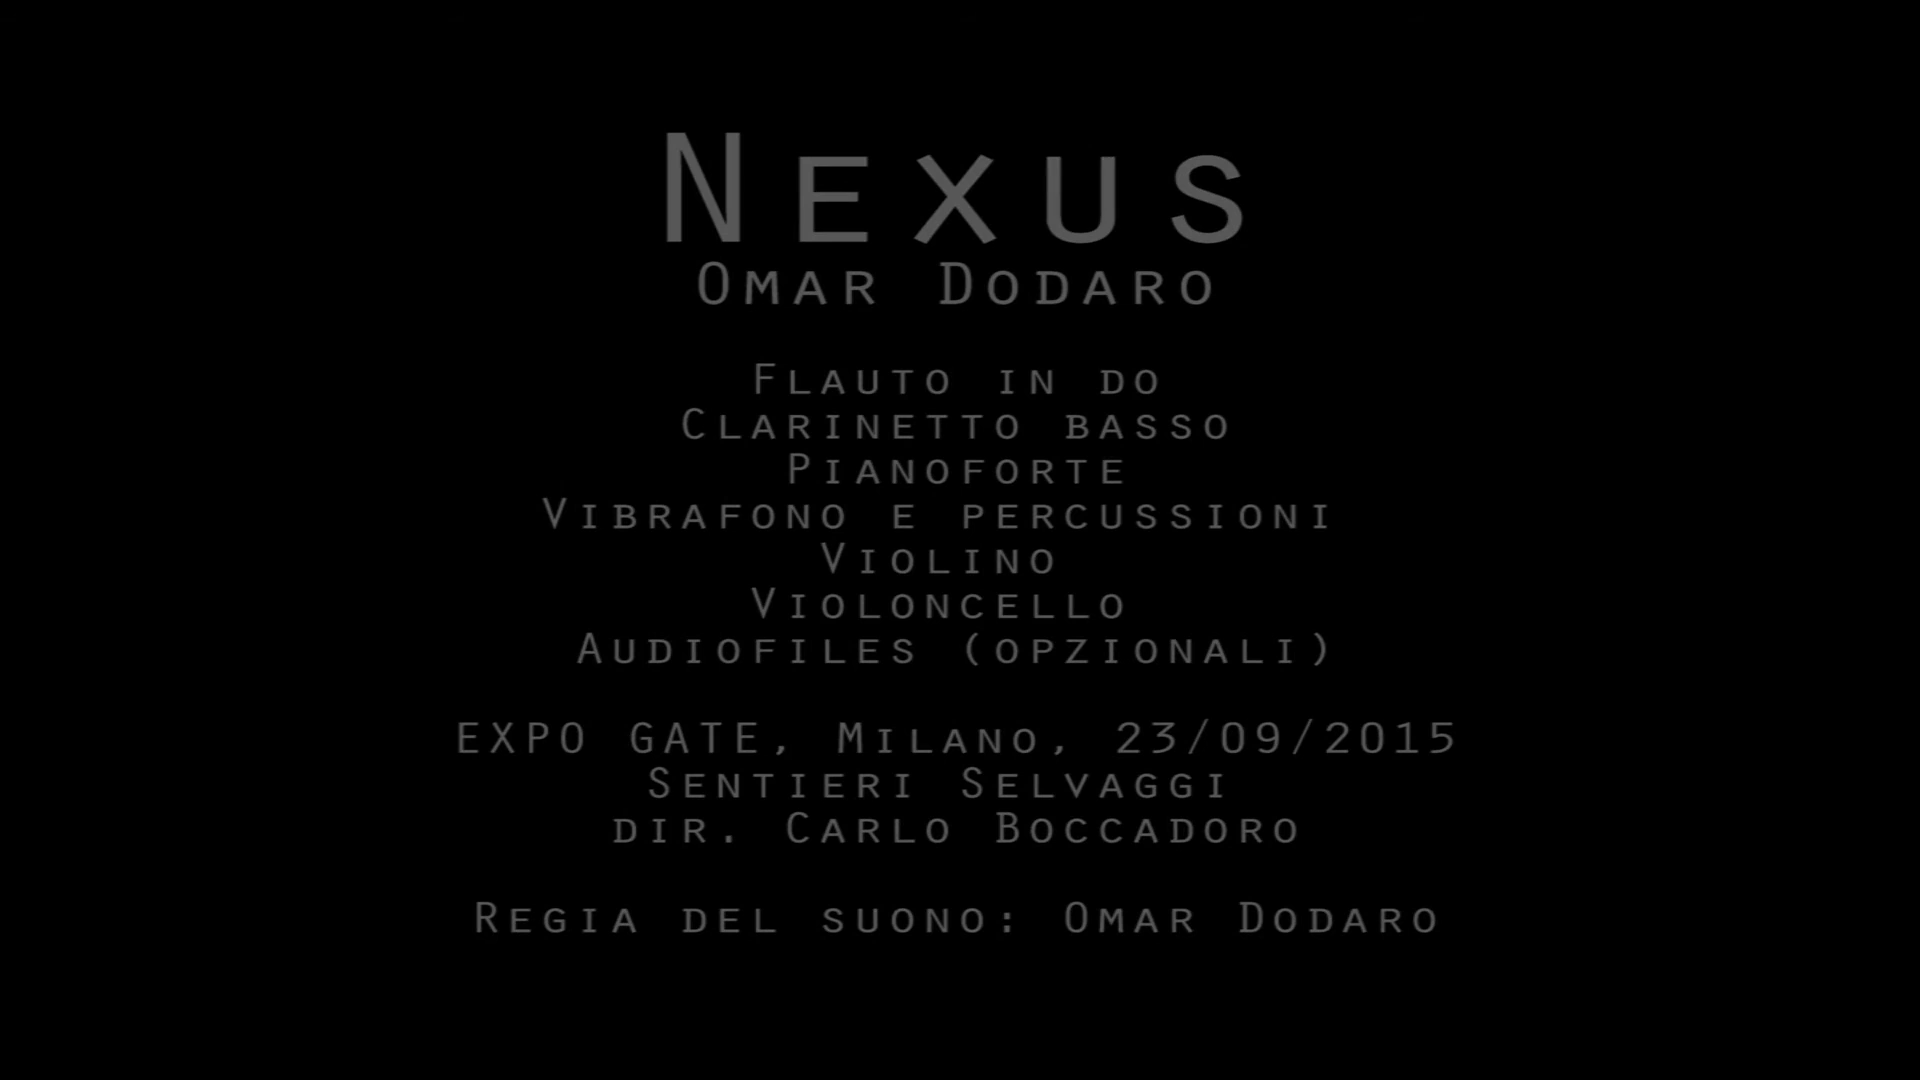 Nexus
Omar Dodaro
Flauto in do
Clarinetto basso
Pianoforte
Vibrafono e percussioni
Violino
Violoncello
Audiofiles (opzionali)
EXPO GATE, Milano, 23/09/2015
Sentieri Selvaggi
dir. Carlo Boccadoro
Regia del suono: Omar Dodaro